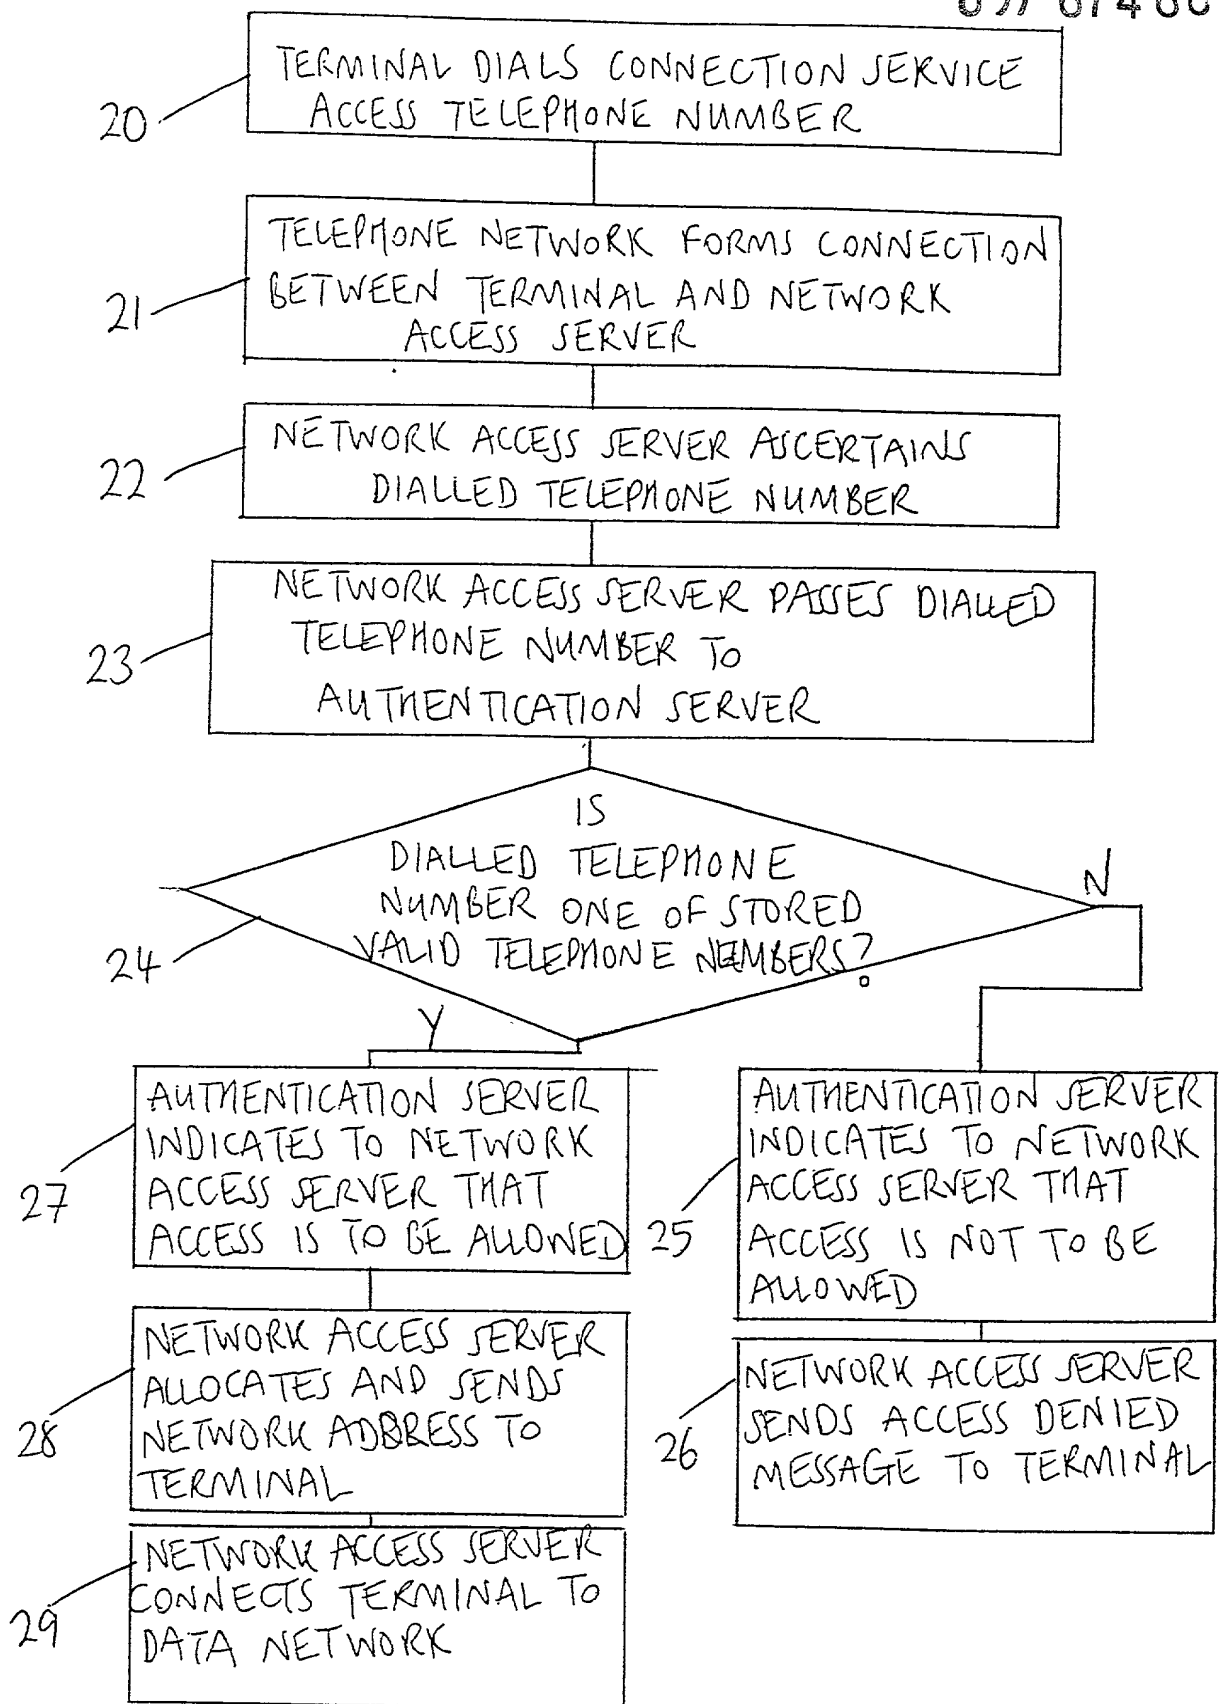 TERMINAL DIALS CONNECTION SERVICE
ACCESS TELEPHONE NUMBER
20
TELEPHONE NETWORK FORMS CONNECTION
BETWEEN TERMINAL AND NETWORK
ACCESS SERVER
21
NETWORK ACCESS SERVER ASCERTAINS
DIALLED TELEPHONE NUMBER
22
NETWORK ACCESS SERVER PASSES DIALLED
TELEPHONE NUMBER TO
AUTHENTICATION SERVER
23
IS
DIALLED TELEPHONE
NUMBER ONE OF STORED
VALID TELEPHONE NUMBERS?
24
N
Y
AUTHENTICATION SERVER
INDICATES TO NETWORK
ACCESS SERVER THAT
ACCESS IS TO BE ALLOWED
27
AUTHENTICATION SERVER
INDICATES TO NETWORK
ACCESS SERVER THAT
ACCESS IS NOT TO BE
ALLOWED
25
NETWORK ACCESS SERVER
ALLOCATES AND SENDS
NETWORK ADDRESS TO
TERMINAL
28
NETWORK ACCESS SERVER
SENDS ACCESS DENIED
MESSAGE TO TERMINAL
26
NETWORK ACCESS SERVER
CONNECTS TERMINAL TO
DATA NETWORK
29